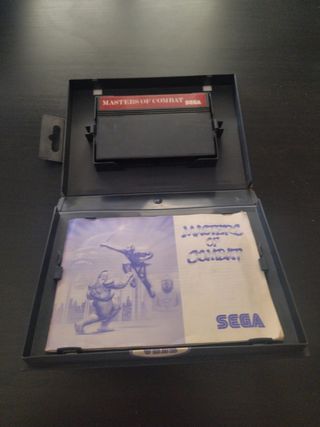 MASTERS OF COMBAT SEGA
MASTERS
OF
COMBAT
SEGA